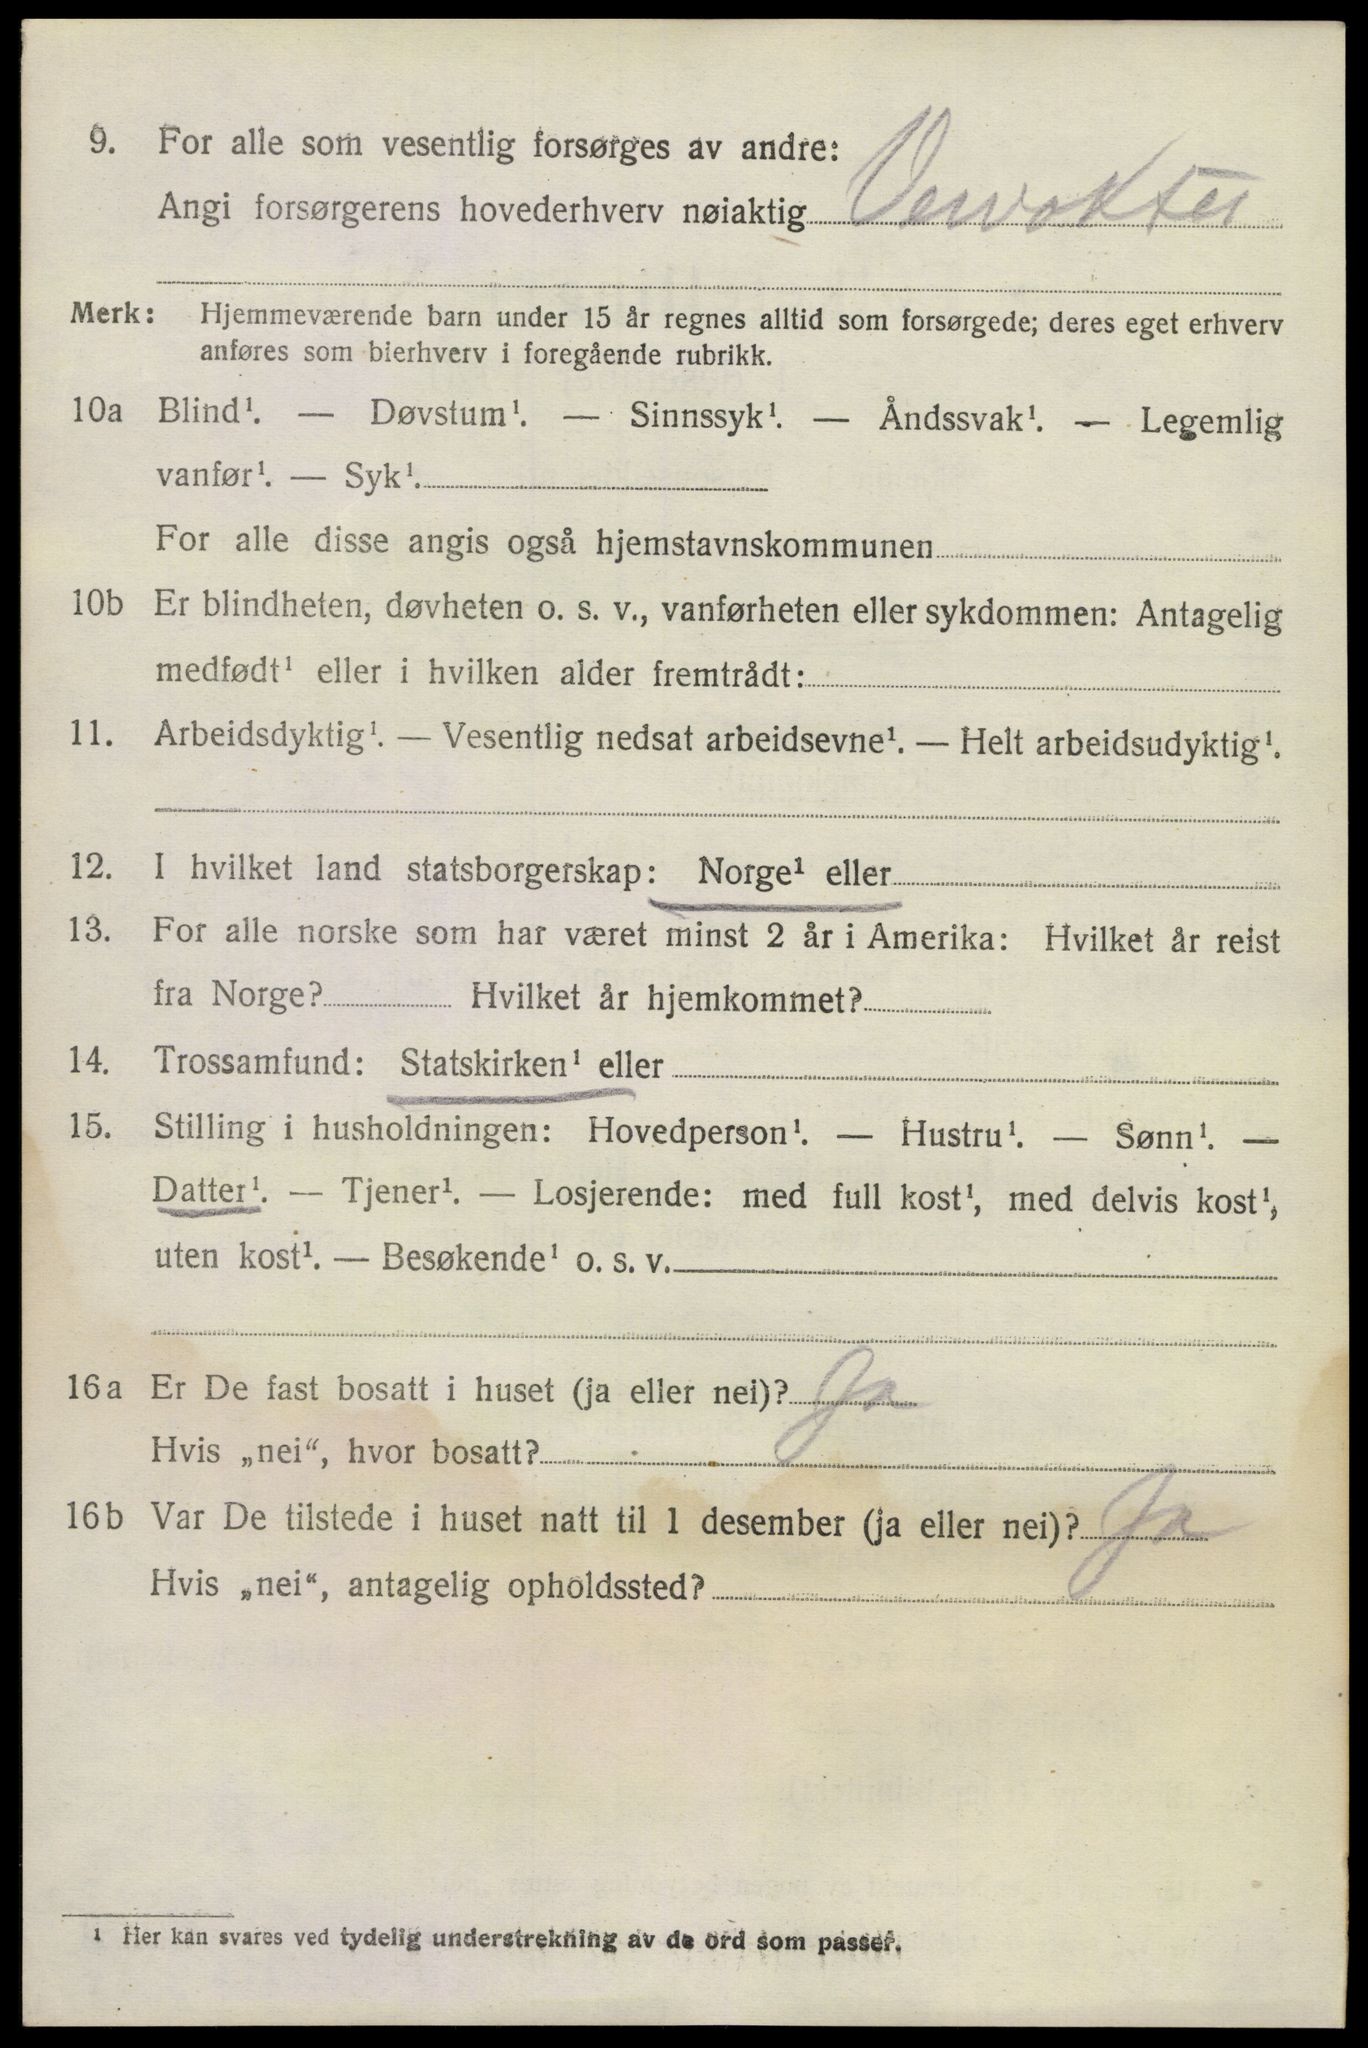 9. For alle som vesentlig forsørges av andre:
Angi forsørgerens hovederhverv nøiaktig Veivokter
Merk: Hjemmeværende barn under 15 år regnes alltid som forsørgede; deres eget erhverv
anføres som bierhverv i foregående rubrikk.
10a Blind¹. — Døvstum¹. — Sinnssyk¹. — Åndssvak¹. — Legemlig
vanfør¹. — Syk¹.
For alle disse angis også hjemstavnskommunen
10b Er blindheten, døvheten o. s. v., vanførheten eller sykdommen: Antagelig
medfødt¹ eller i hvilken alder fremtrådt:
11. Arbeidsdyktig¹. — Vesentlig nedsat arbeidsevne¹. — Helt arbeidsudyktig¹.
12. I hvilket land statsborgerskap: Norge¹ eller
13. For alle norske som har været minst 2 år i Amerika: Hvilket år reist
fra Norge? Hvilket år hjemkommet?
14. Trossamfund: Statskirken¹ eller
15. Stilling i husholdningen: Hovedperson¹. — Hustru¹. — Sønn¹. —
Datter¹. — Tjener¹. — Losjerende: med full kost¹, med delvis kost¹,
uten kost¹. — Besøkende¹ o. s. v.
16a Er De fast bosatt i huset (ja eller nei)? Ja
Hvis „nei“, hvor bosatt?
16b Var De tilstede i huset natt til 1 desember (ja eller nei)? Ja
Hvis „nei“, antagelig opholdssted?
¹ Her kan svares ved tydelig understrekning av de ord som passer.